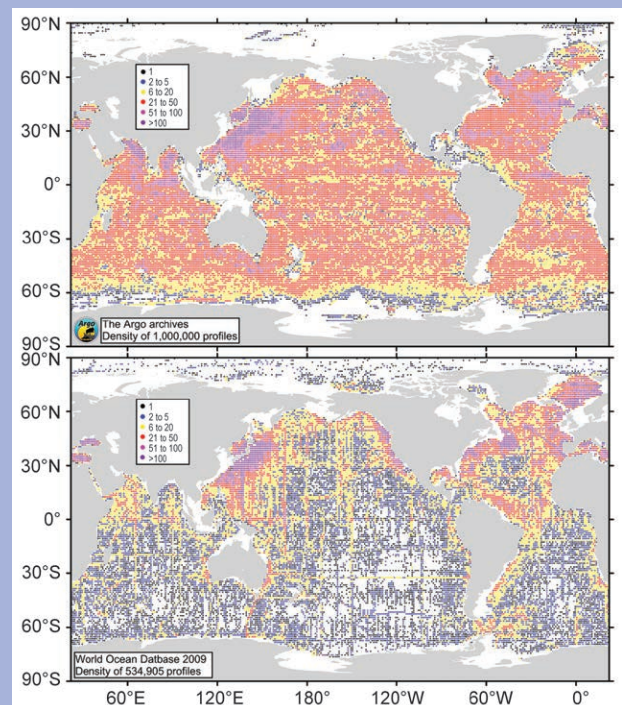 90°N
60°N
30°N
0°
30°S
60°S
90°S
1
2 to 5
6 to 20
21 to 50
51 to 100
>100
Argo
The Argo archives
Density of 1,000,000 profiles
90°N
60°N
30°N
0°
30°S
60°S
90°S
1
2 to 5
6 to 20
21 to 50
51 to 100
>100
World Ocean Datbase 2009
Density of 534,905 profiles
60°E 120°E 180° 120°W 60°W 0°